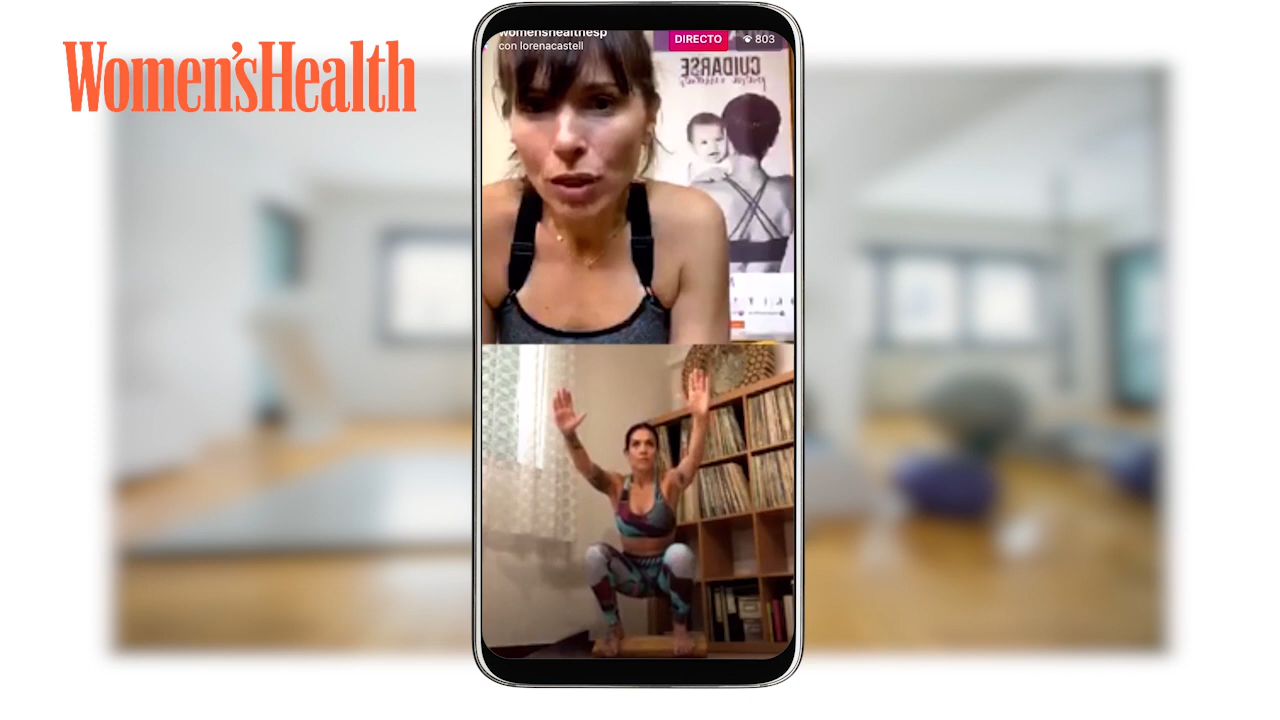 Women'sHealth
womenshealthesp
con lorenacastell
DIRECTO
803
CUIDARSE